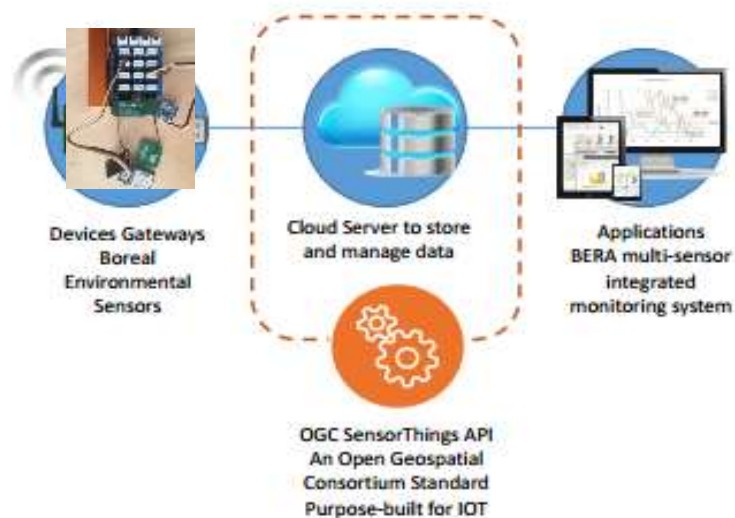 Devices Gateways
Boreal
Environmental
Sensors
Cloud Server to store
and manage data
Applications
BERA multi-sensor
integrated
monitoring system
OGC SensorThings API
An Open Geospatial
Consortium Standard
Purpose-built for IOT